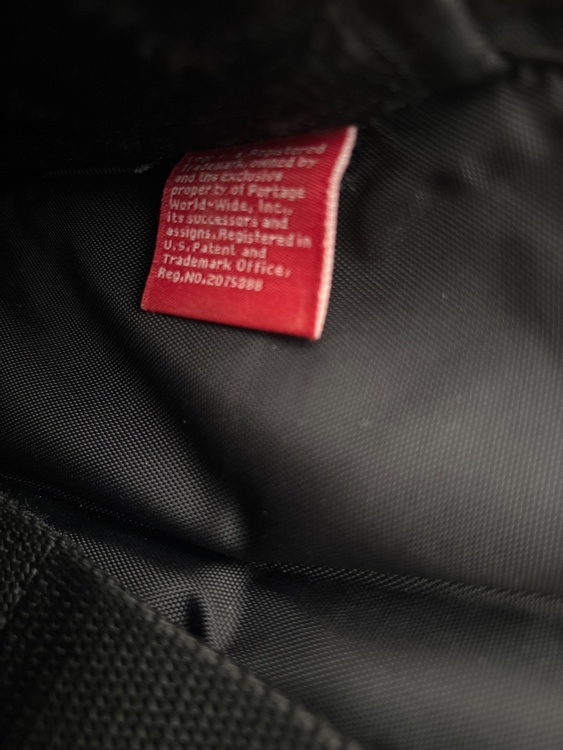 Registered
Trademark owned by
and the exclusive
property of Portage
World-Wide, Inc.,
its successors and
assigns. Registered in
U.S. Patent and
Trademark Office,
Reg.NO.2075388